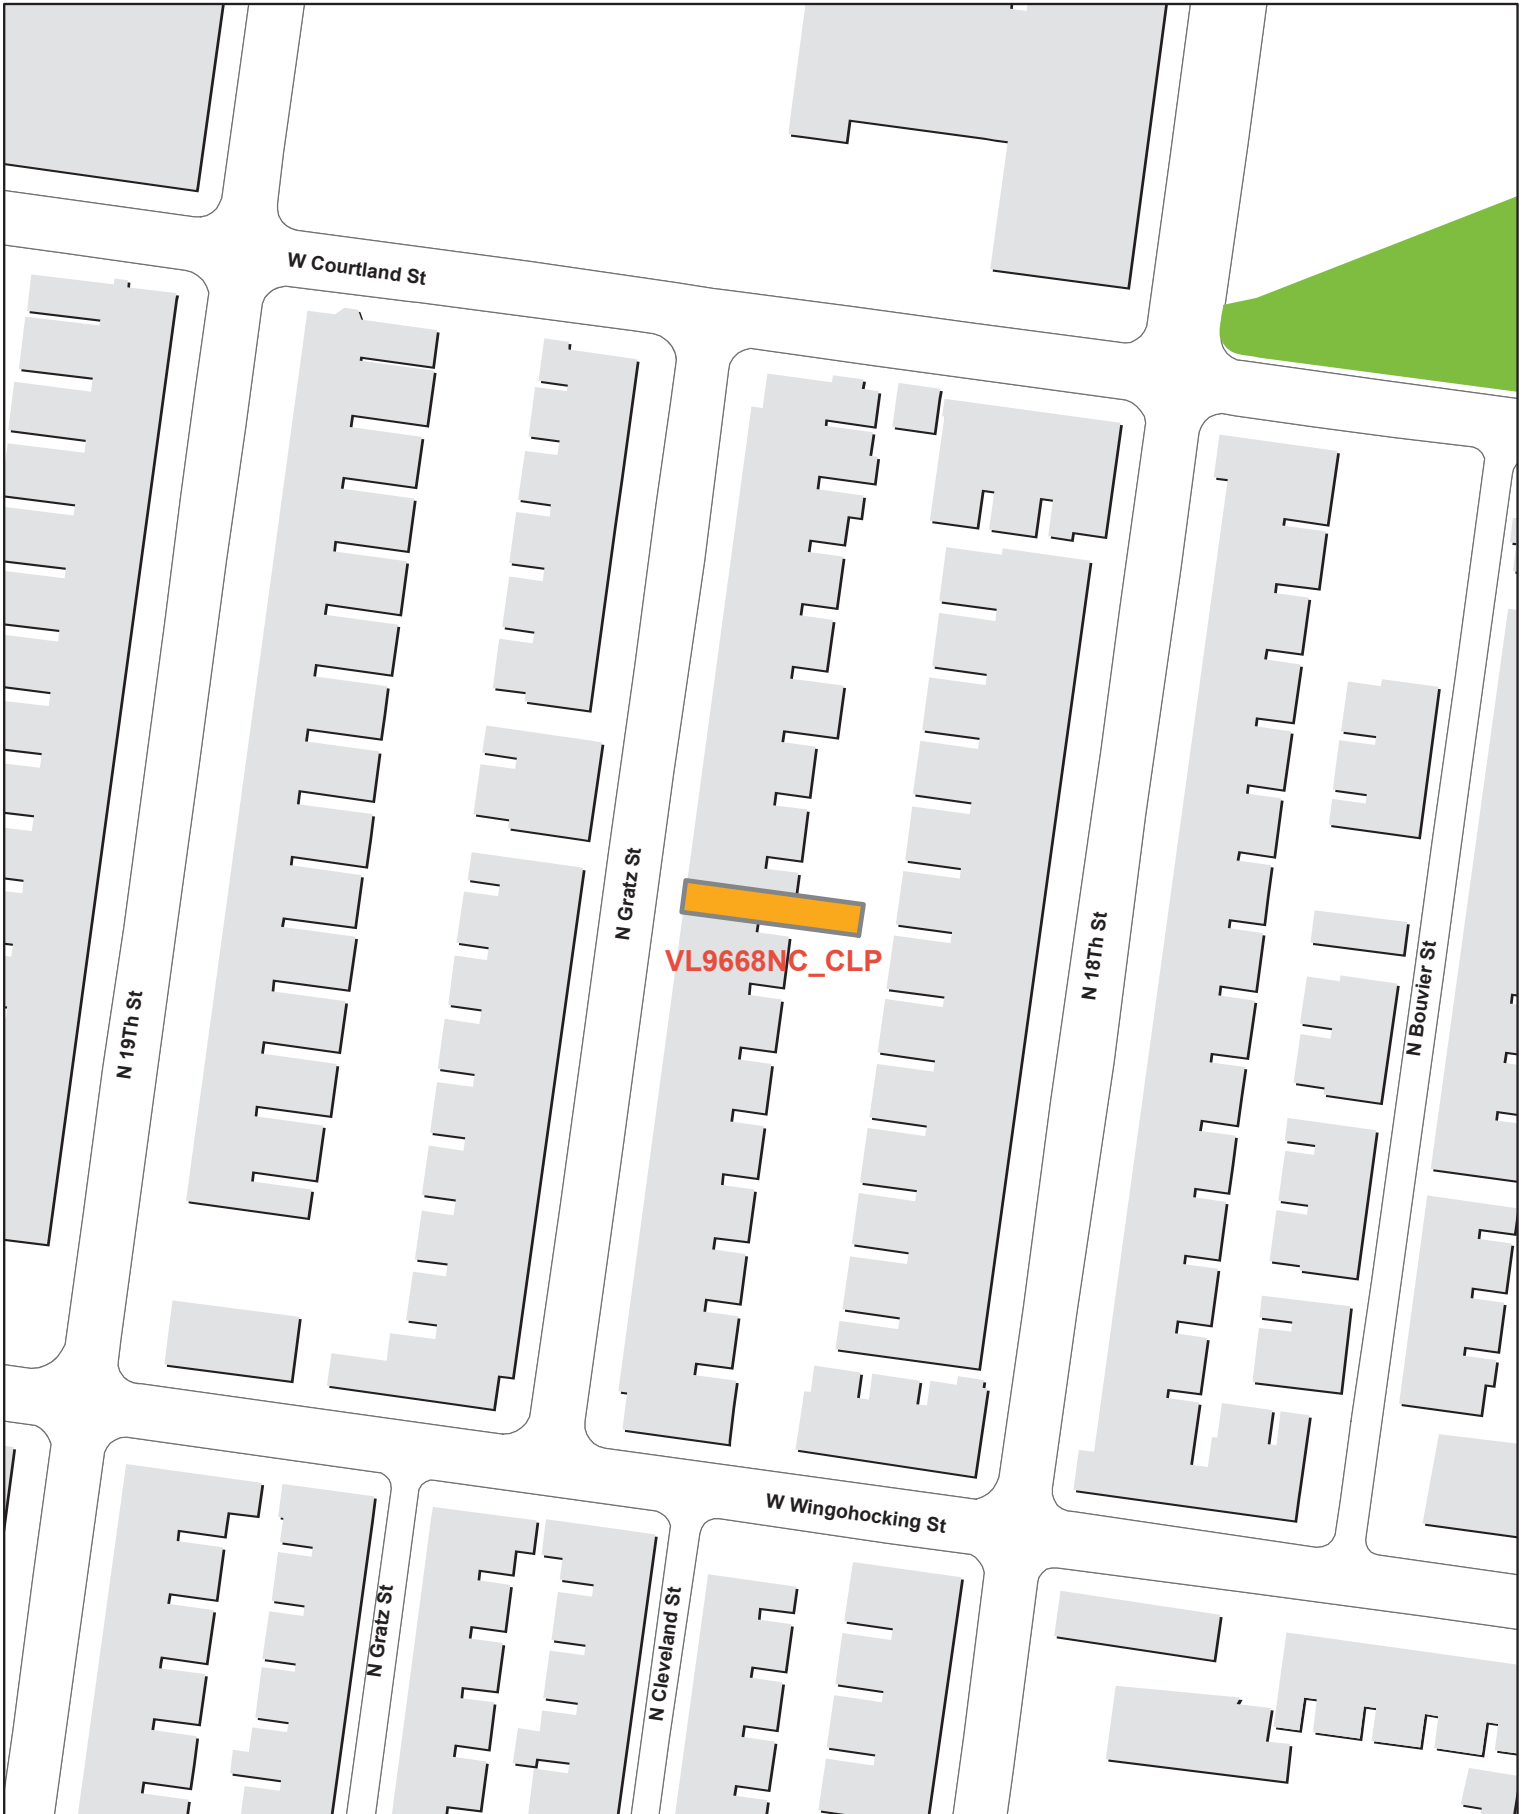 W Courtland St
N Gratz St
VL9668NC_CLP
N 18Th St
N Bouvier St
N 19Th St
W Wingohocking St
N Gratz St
N Cleveland St